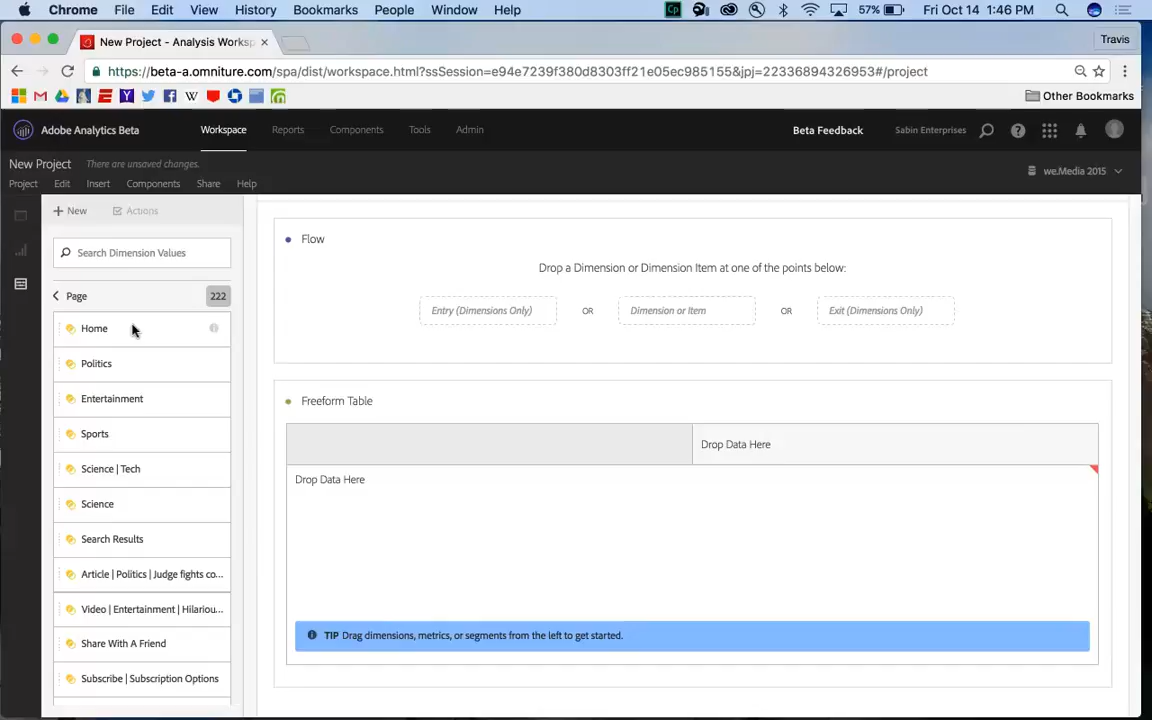 Chrome File Edit View History Bookmarks People Window Help 57% Fri Oct 14 1:46 PM
New Project - Analysis Worksp Travis
https://beta-a.omniture.com/spa/dist/workspace.html?ssSession=e94e7239f380d8303ff21e05ec985155&jpj=22336894326953#/project
Other Bookmarks
Adobe Analytics Beta Workspace Reports Components Tools Admin Beta Feedback Sabin Enterprises
New Project There are unsaved changes.
we.Media 2015
Project Edit Insert Components Share Help
+ New Actions
Search Dimension Values
Page 222
Home
Politics
Entertainment
Sports
Science | Tech
Science
Search Results
Article | Politics | Judge fights co...
Video | Entertainment | Hilariou...
Share With A Friend
Subscribe | Subscription Options
Flow
Drop a Dimension or Dimension Item at one of the points below:
Entry (Dimensions Only) OR Dimension or Item OR Exit (Dimensions Only)
Freeform Table
Drop Data Here
Drop Data Here
TIP Drag dimensions, metrics, or segments from the left to get started.